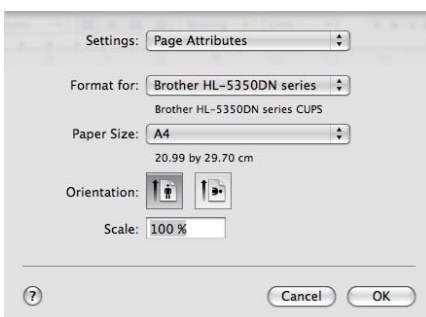 Settings: Page Attributes
Format for: Brother HL-5350DN series
Brother HL-5350DN series CUPS
Paper Size: A4
20.99 by 29.70 cm
Orientation:
Scale: 100 %
? Cancel OK